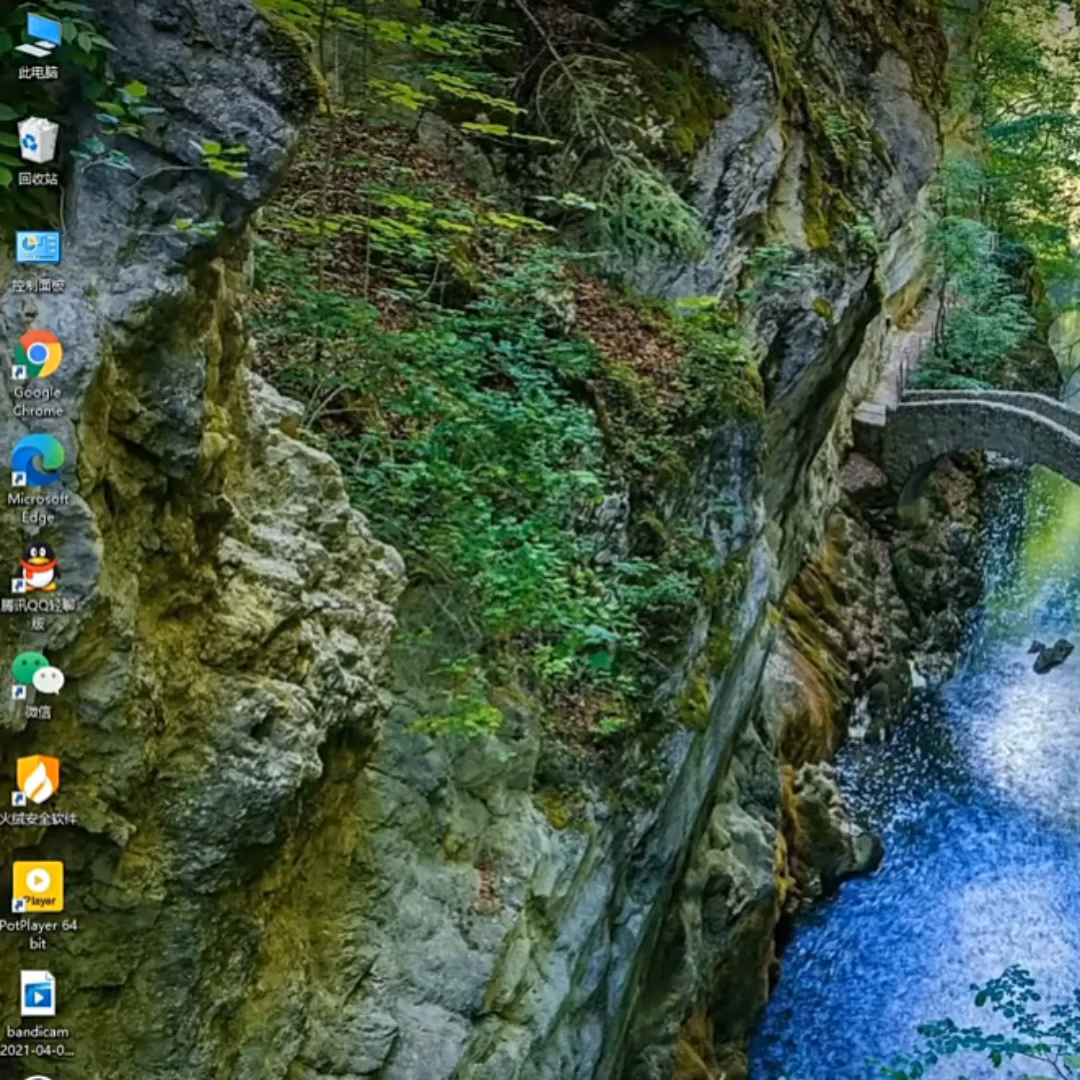 此电脑
回收站
控制面板
Google
Chrome
Microsoft
Edge
腾讯QQ轻聊
版
微信
火绒安全软件
Player
PotPlayer 64
bit
bandicam
2021-04-0...